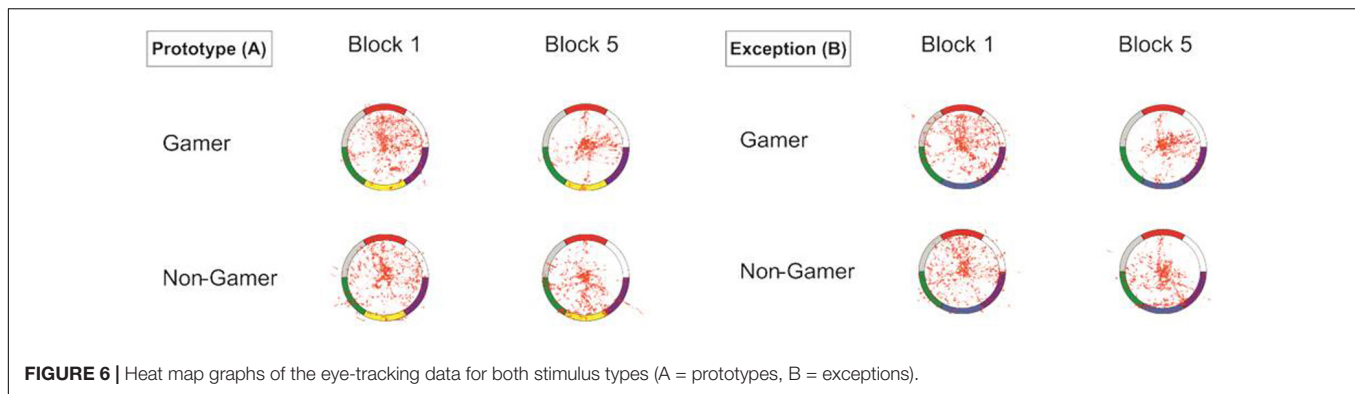 Prototype (A) Block 1 Block 5 Exception (B) Block 1 Block 5
Gamer Gamer
Non-Gamer Non-Gamer
FIGURE 6 | Heat map graphs of the eye-tracking data for both stimulus types (A = prototypes, B = exceptions).